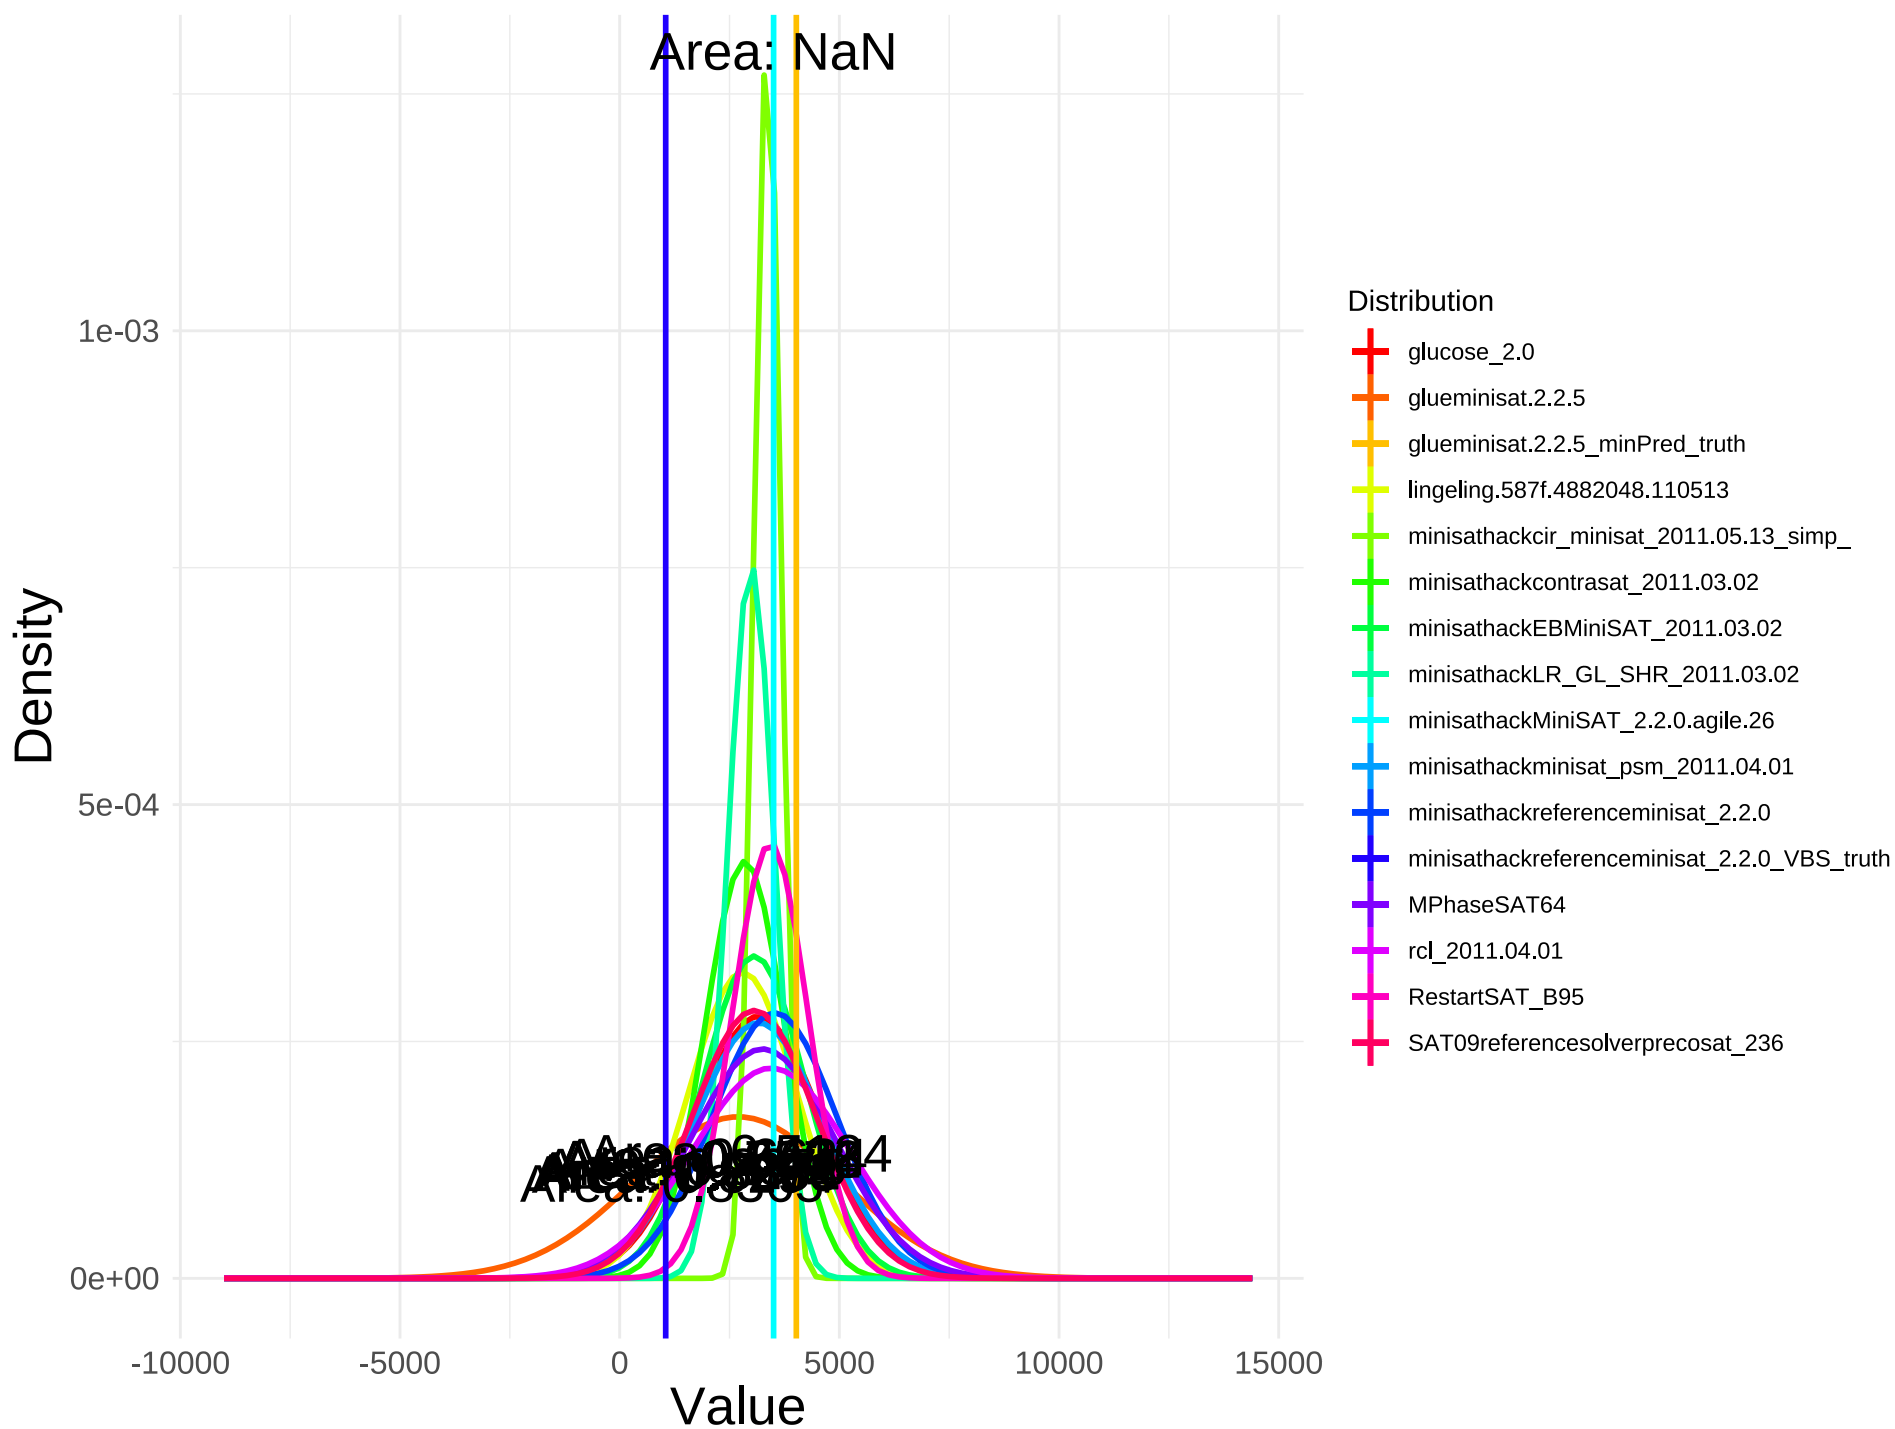 Area: NaN
1e-03
5e-04
0e+00
Density
-10000
-5000
0
5000
10000
15000
Value
Distribution
glucose_2.0
glueminisat.2.2.5
glueminisat.2.2.5_minPred_truth
lingeling.587f.4882048.110513
minisathackcir_minisat_2011.05.13_simp_
minisathackcontrasat_2011.03.02
minisathackEBMiniSAT_2011.03.02
minisathackLR_GL_SHR_2011.03.02
minisathackMiniSAT_2.2.0.agile.26
minisathackminisat_psm_2011.04.01
minisathackreferenceminisat_2.2.0
minisathackreferenceminisat_2.2.0_VBS_truth
MPhaseSAT64
rcl_2011.04.01
RestartSAT_B95
SAT09referencesolverprecosat_236